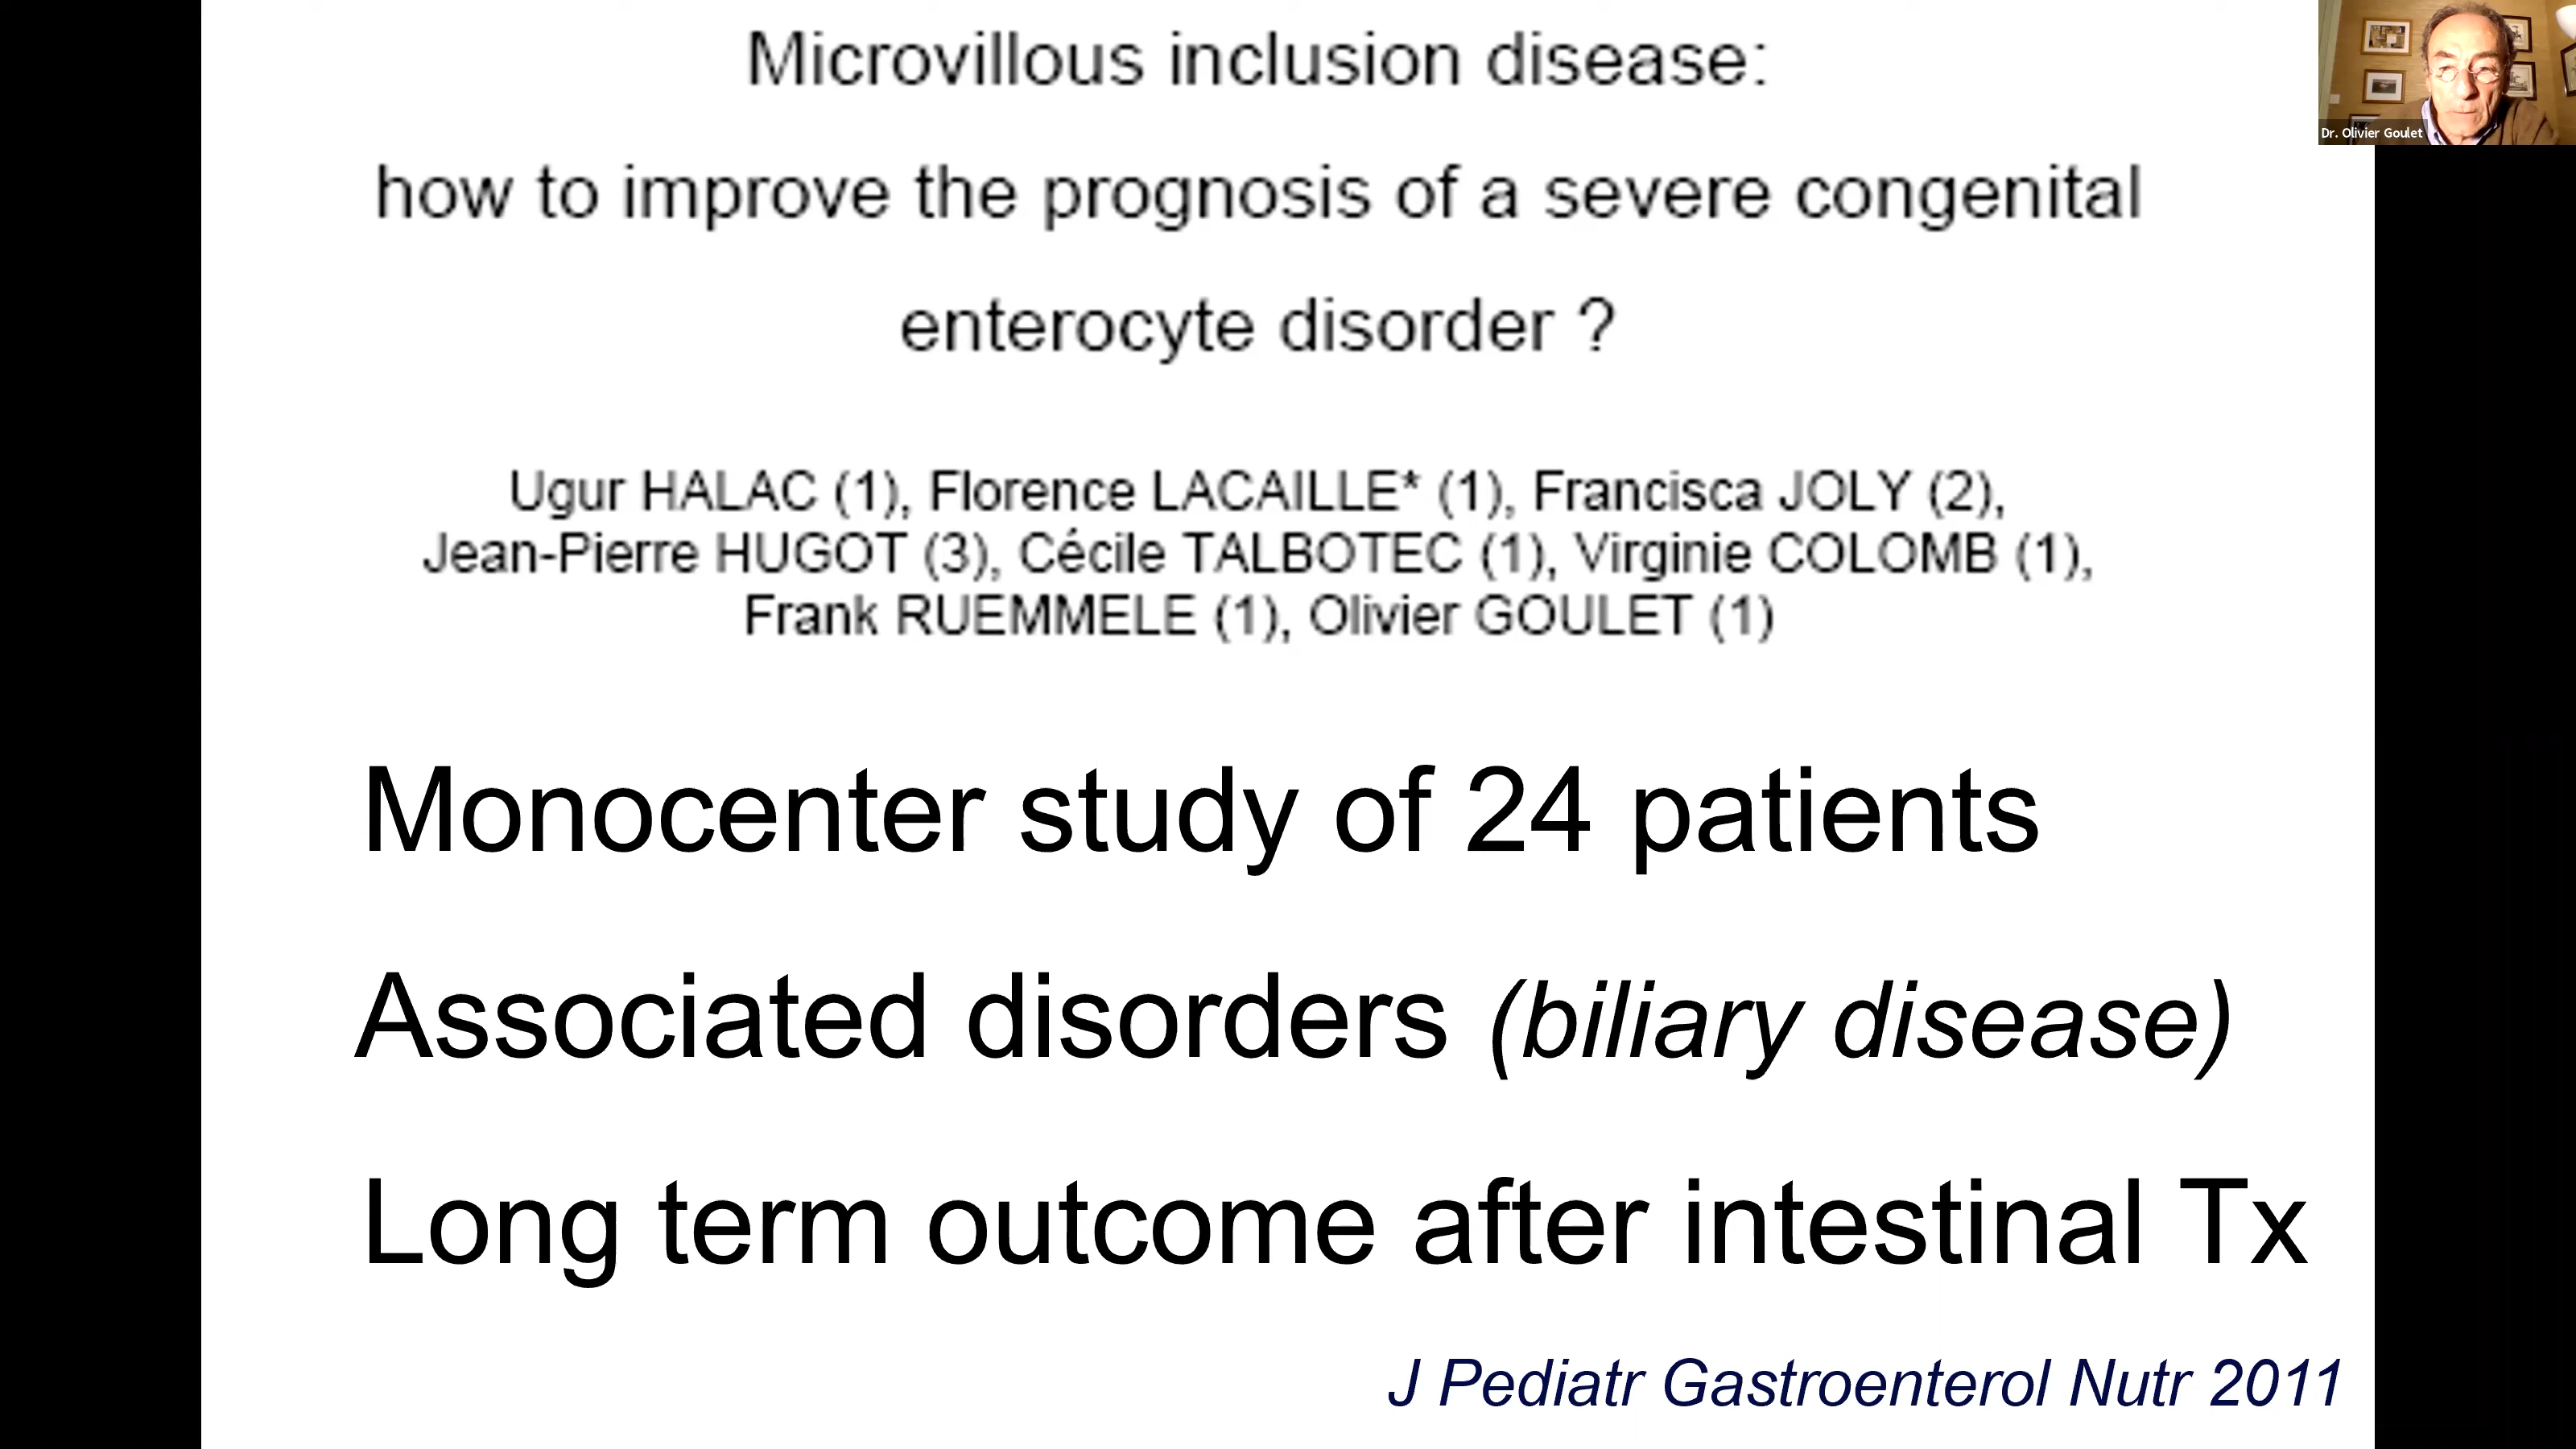 Microvillous inclusion disease:
how to improve the prognosis of a severe congenital
enterocyte disorder ?
Ugur HALAC (1), Florence LACAILLE* (1), Francisca JOLY (2),
Jean-Pierre HUGOT (3), Cécile TALBOTEC (1), Virginie COLOMB (1),
Frank RUEMMELE (1), Olivier GOULET (1)
Monocenter study of 24 patients
Associated disorders (biliary disease)
Long term outcome after intestinal Tx
J Pediatr Gastroenterol Nutr 2011
Dr. Olivier Goulet